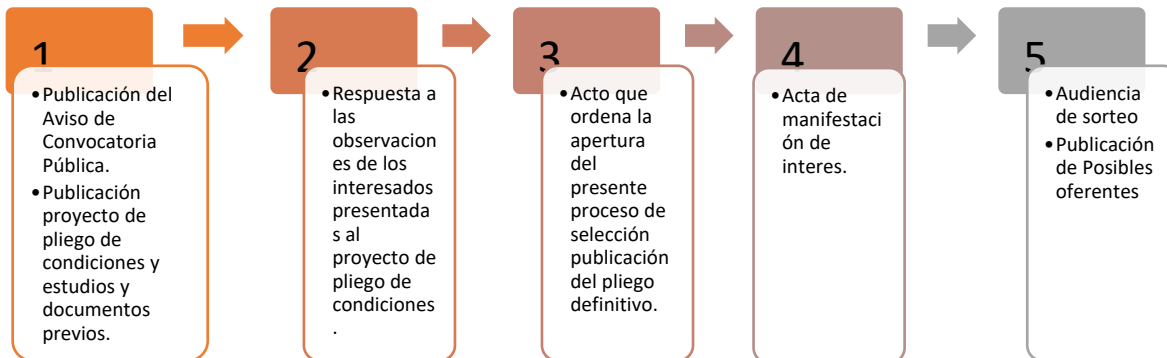 1
•Publicación del
Aviso de
Convocatoria
Pública.
•Publicación
proyecto de
pliego de
condiciones y
estudios y
documentos
previos.
2
•Respuesta a
las
observacion
es de los
interesados
presentada
s al
proyecto de
pliego de
condiciones
.
3
•Acto que
ordena la
apertura
del
presente
proceso de
selección
publicación
del pliego
definitivo.
4
•Acta de
manifestaci
ón de
interes.
5
•Audiencia
de sorteo
•Publicación
de Posibles
oferentes